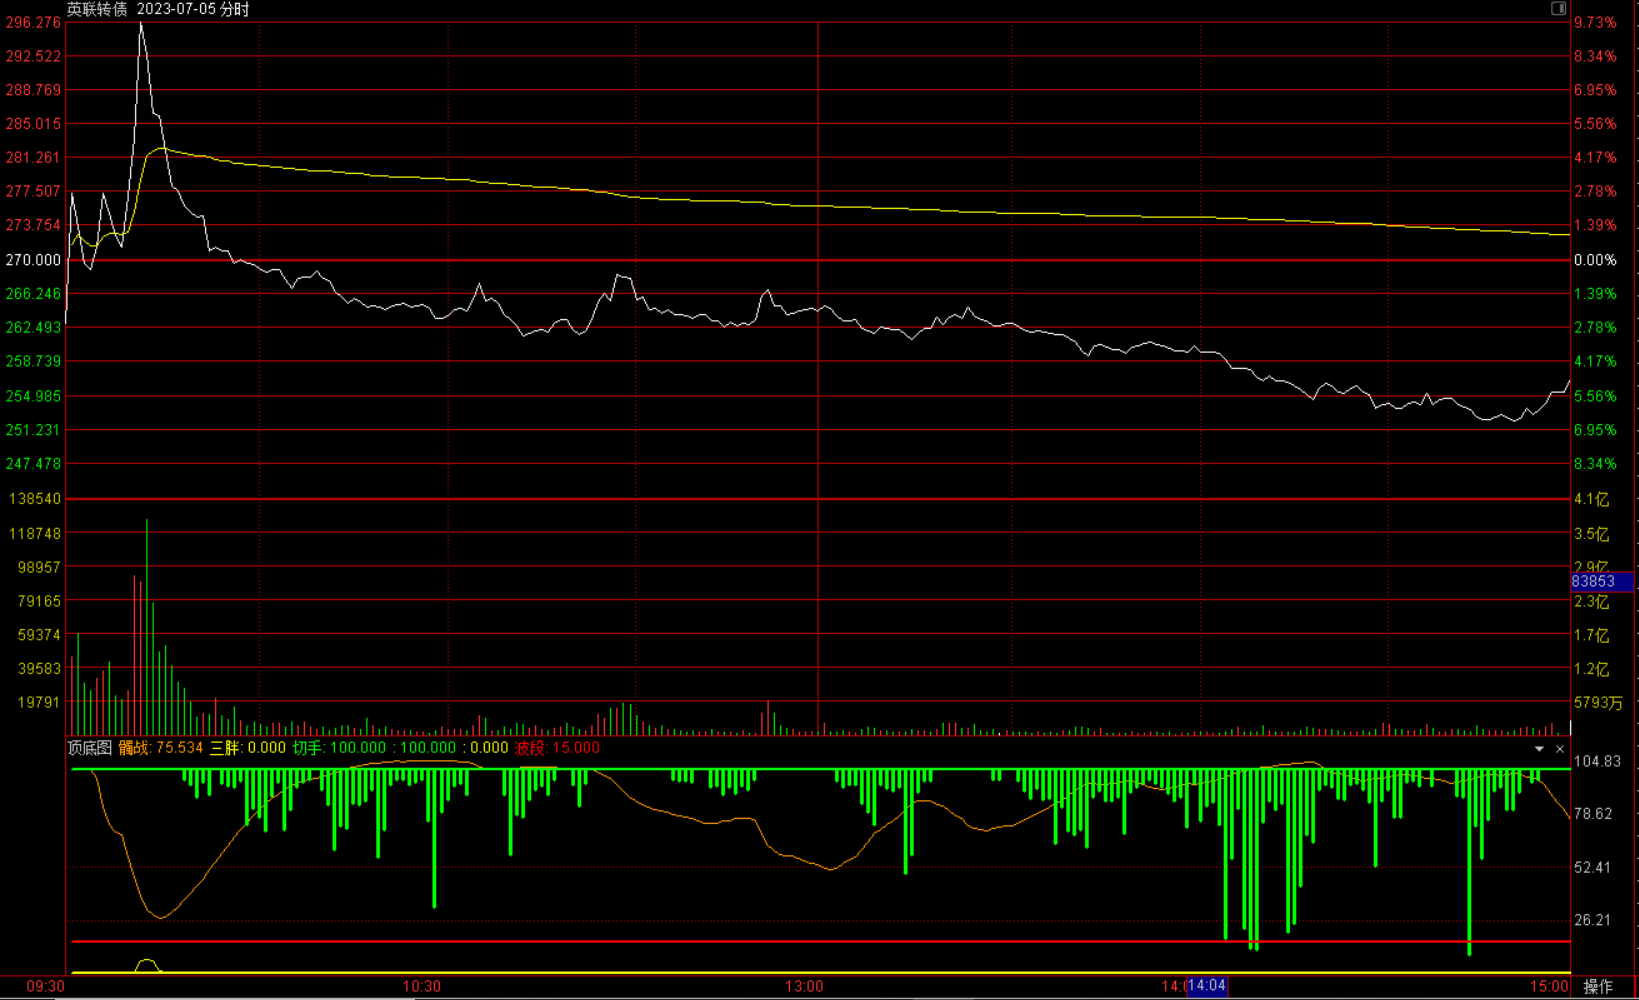 英联转债 2023-07-05 分时
296.276 9.73%
292.522 8.34%
288.769 6.95%
285.015 5.56%
281.261 4.17%
277.507 2.78%
273.754 1.39%
270.000 0.00%
266.246 1.39%
262.493 2.78%
258.739 4.17%
254.985 5.56%
251.231 6.95%
247.478 8.34%
138540 4.1亿
118748 3.5亿
98957 2.9亿
83853
79165 2.3亿
59374 1.7亿
39583 1.2亿
19791 5793万
顶底图 髑战: 75.534 三胖: 0.000 切手: 100.000 : 100.000 : 0.000 波段: 15.000
104.83
78.62
52.41
26.21
09:30 10:30 13:00 14:0 14:04 15:00 操作